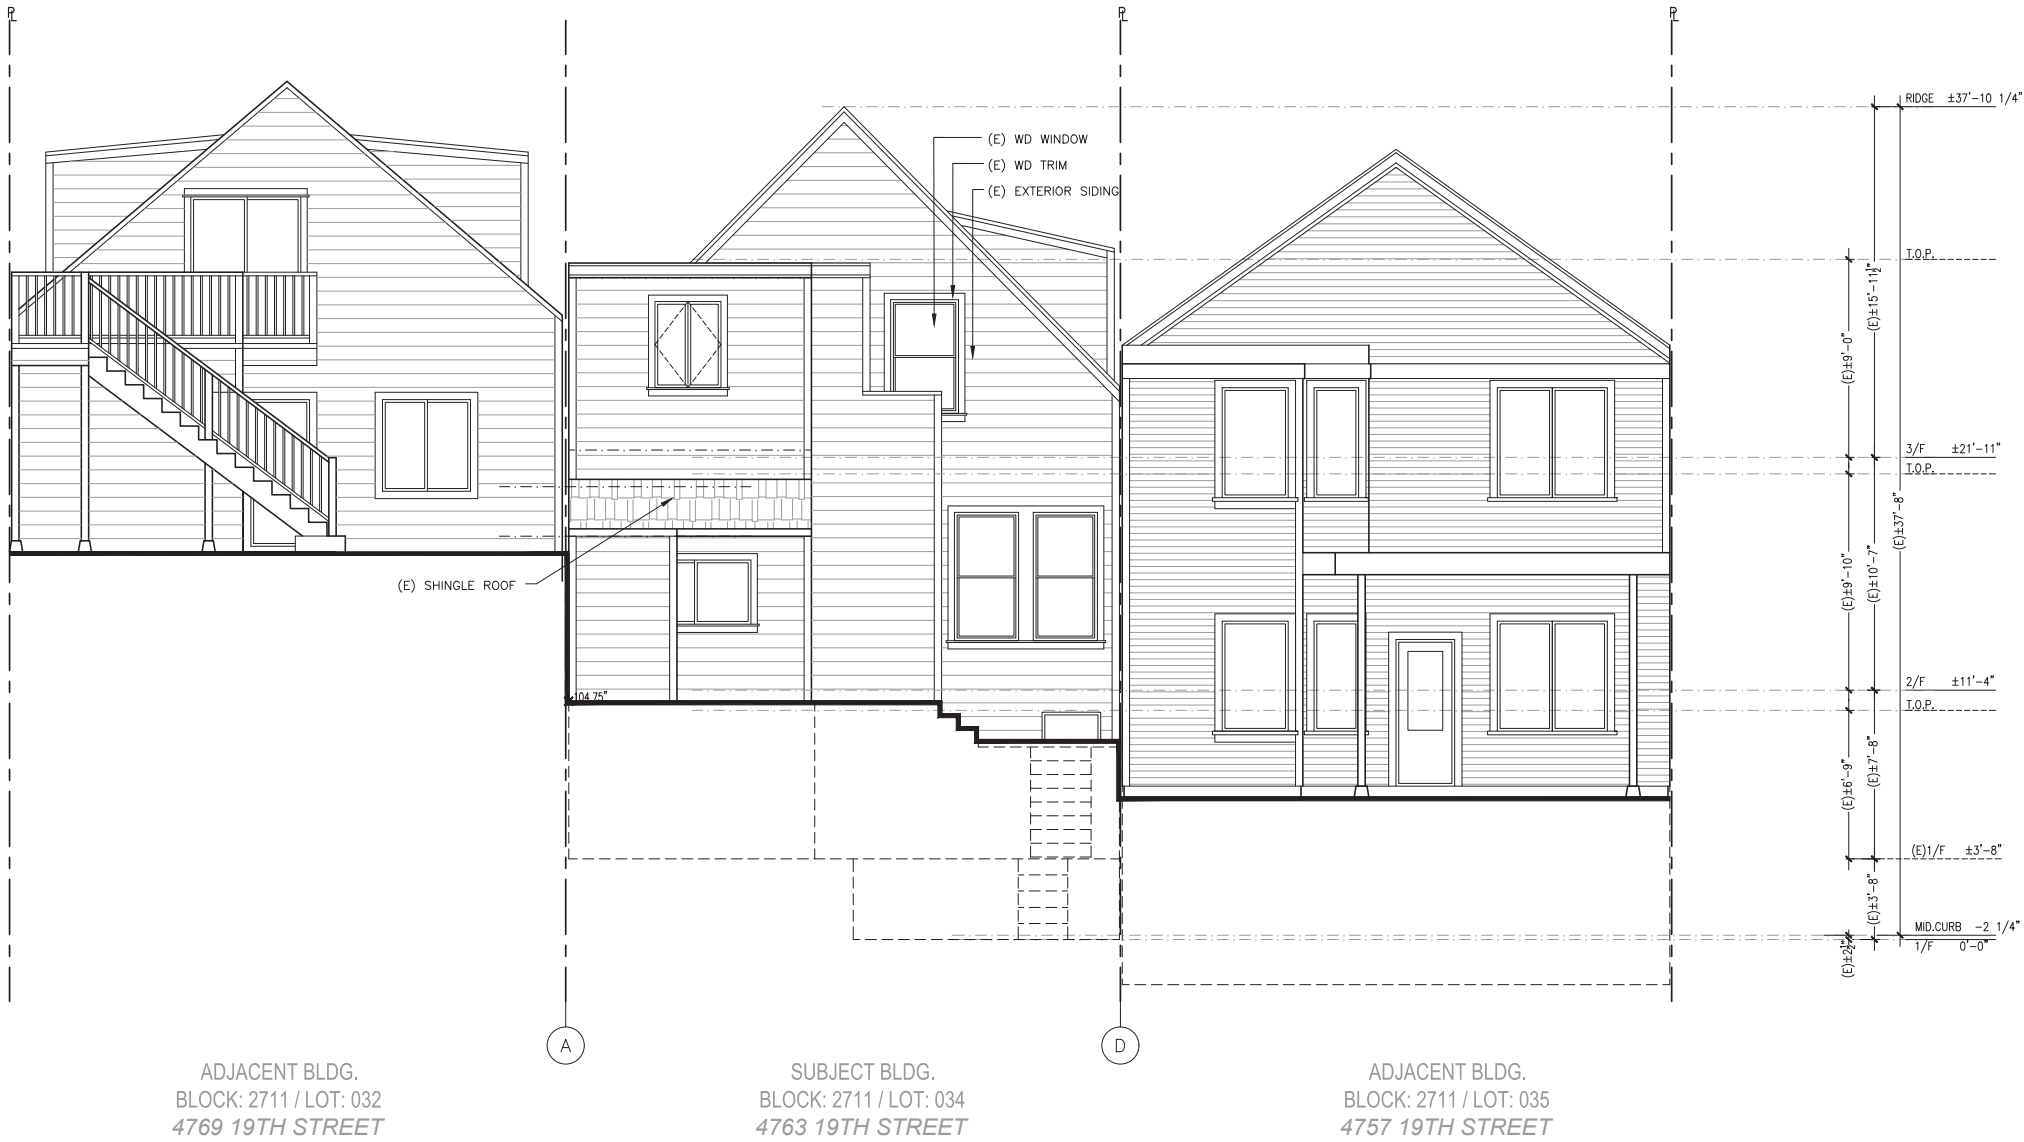 PL
PL
PL
RIDGE ±37'-10 1/4"
(E) WD WINDOW
(E) WD TRIM
(E) EXTERIOR SIDING
T.O.P.
(E)±15'-11½"
(E)±9'-0"
3/F ±21'-11"
T.O.P.
(E)±37'-8"
(E)±9'-10"
(E)±10'-7"
(E) SHINGLE ROOF
104.75"
2/F ±11'-4"
T.O.P.
(E)±6'-9"
(E)±7'-8"
(E)1/F ±3'-8"
(E)±3'-8"
MID.CURB -2 1/4"
1/F 0'-0"
(E)±2½"
A
D
ADJACENT BLDG.
BLOCK: 2711 / LOT: 032
4769 19TH STREET
SUBJECT BLDG.
BLOCK: 2711 / LOT: 034
4763 19TH STREET
ADJACENT BLDG.
BLOCK: 2711 / LOT: 035
4757 19TH STREET